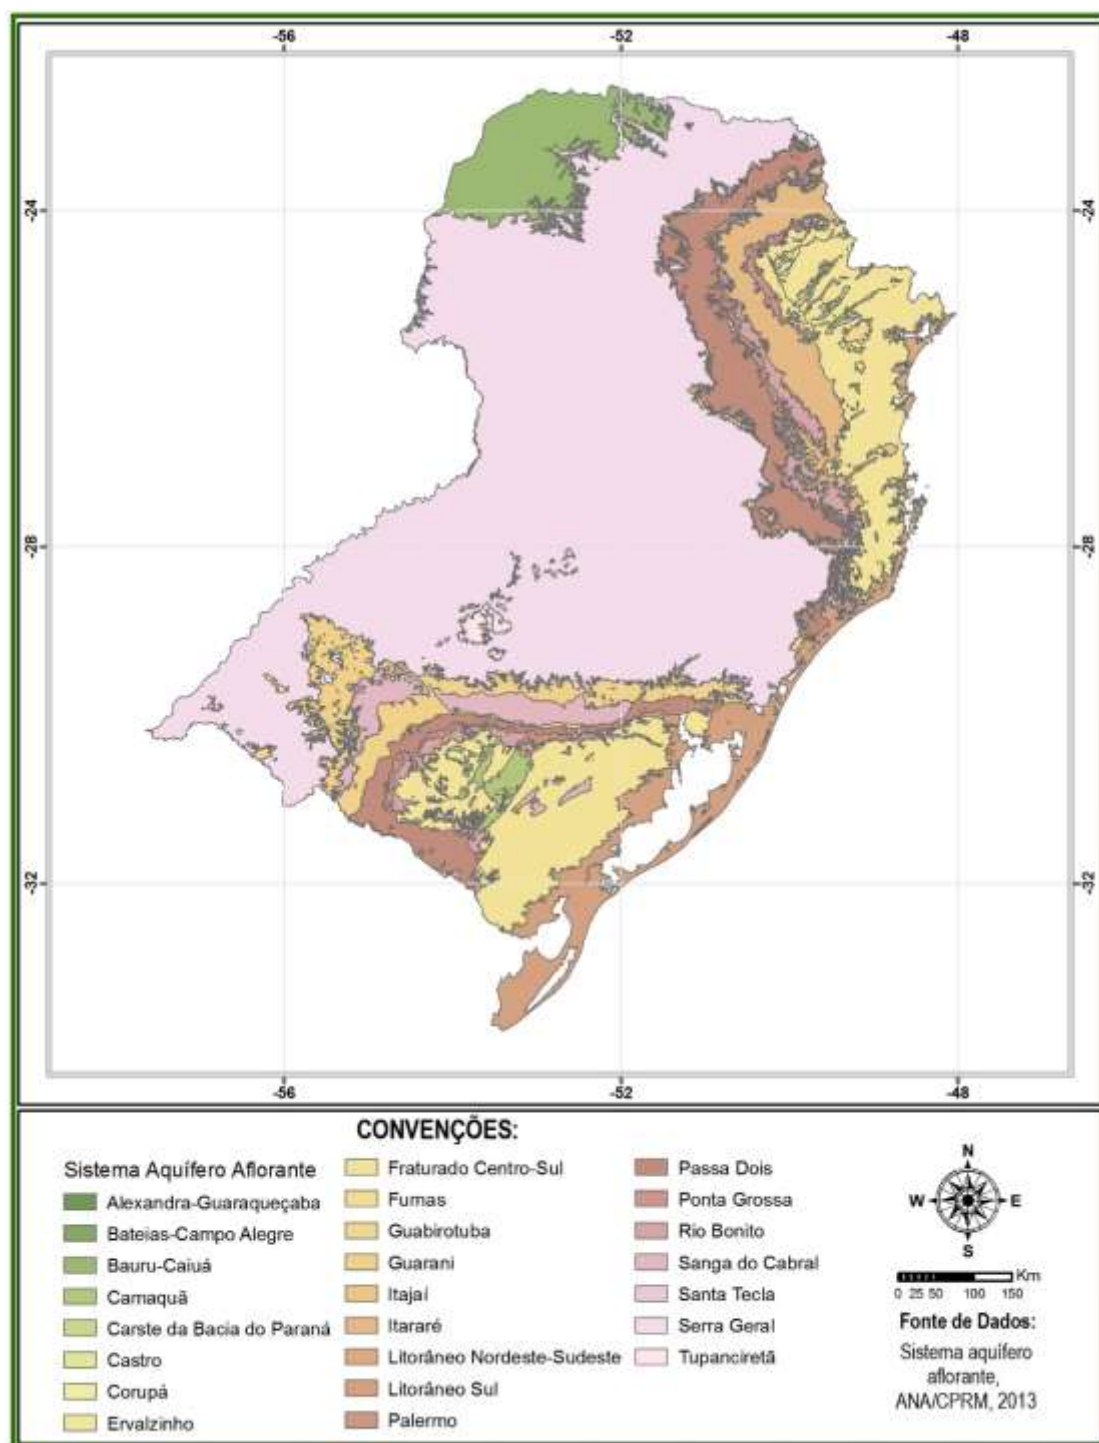 -56 -52 -48
-24 -24
-28 -28
-32 -32
-56 -52 -48
CONVENÇÕES:
Sistema Aquífero Aflorante
Alexandra-Guaraqueçaba
Bateias-Campo Alegre
Bauru-Caiuá
Camaquã
Carste da Bacia do Paraná
Castro
Corupá
Ervalzinho
Fraturado Centro-Sul
Furnas
Guabirotuba
Guarani
Itajaí
Itararé
Litorâneo Nordeste-Sudeste
Litorâneo Sul
Palermo
Passa Dois
Ponta Grossa
Rio Bonito
Sanga do Cabral
Santa Tecla
Serra Geral
Tupanciretã
N
W E
S
Km
0 25 50 100 150
Fonte de Dados:
Sistema aquífero
aflorante,
ANA/CPRM, 2013